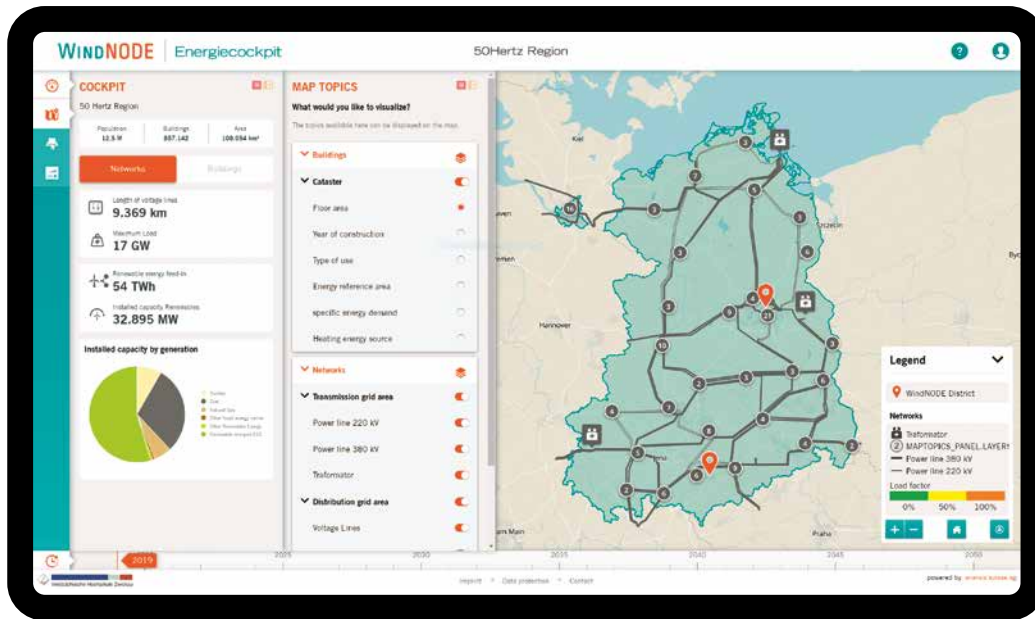 WINDNODE Energiecockpit
50Hertz Region
?
COCKPIT
50 Hertz Region
Population Buildings Area
12.5 M 857.142
Networks
Buildings
Length of voltage lines
9.369 km
Maximum Load
17 GW
Renewable energy feed-in
54 TWh
Installed capacity Renewables
32.895 MW
Installed capacity by generation
MAP TOPICS
What would you like to visualize?
The topics available here can be displayed on the map.
Buildings
Cataster
Floor area
Year of construction
Type of use
Energy reference area
specific energy demand
Heating energy source
Networks
Transmission grid area
Power line 220 kV
Power line 380 kV
Traformator
Distribution grid area
Voltage Lines
Kiel
Szczecin
Hannover
Praha
Legend
WindNODE District
Networks
Traformator
2 MAPTOPICS_PANEL.LAYERS
Power line 380 kV
Power line 220 kV
Load factor
0% 50% 100%
2019 2025 2030 2035 2040 2045 2050
Imprint Data protection Contact
powered by